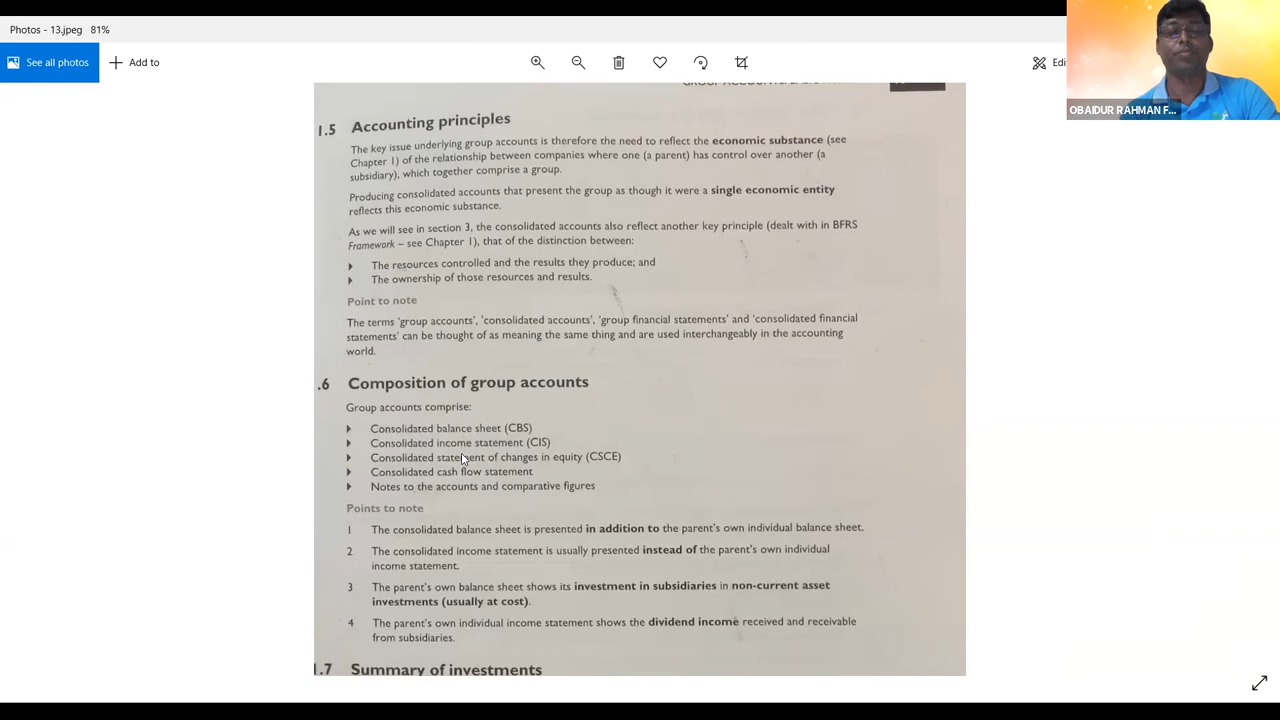 Photos - 13.jpeg 81%
See all photos
Add to
OBAIDUR RAHMAN F...
1.5 Accounting principles
The key issue underlying group accounts is therefore the need to reflect the economic substance (see
Chapter 1) of the relationship between companies where one (a parent) has control over another (a
subsidiary), which together comprise a group.
Producing consolidated accounts that present the group as though it were a single economic entity
reflects this economic substance.
As we will see in section 3, the consolidated accounts also reflect another key principle (dealt with in BFRS
Framework – see Chapter 1), that of the distinction between:
The resources controlled and the results they produce; and
The ownership of those resources and results.
Point to note
The terms 'group accounts', 'consolidated accounts', 'group financial statements' and 'consolidated financial
statements' can be thought of as meaning the same thing and are used interchangeably in the accounting
world.
.6 Composition of group accounts
Group accounts comprise:
Consolidated balance sheet (CBS)
Consolidated income statement (CIS)
Consolidated statement of changes in equity (CSCE)
Consolidated cash flow statement
Notes to the accounts and comparative figures
Points to note
1 The consolidated balance sheet is presented in addition to the parent's own individual balance sheet.
2 The consolidated income statement is usually presented instead of the parent's own individual
income statement.
3 The parent's own balance sheet shows its investment in subsidiaries in non-current asset
investments (usually at cost).
4 The parent's own individual income statement shows the dividend income received and receivable
from subsidiaries.
1.7 Summary of investments